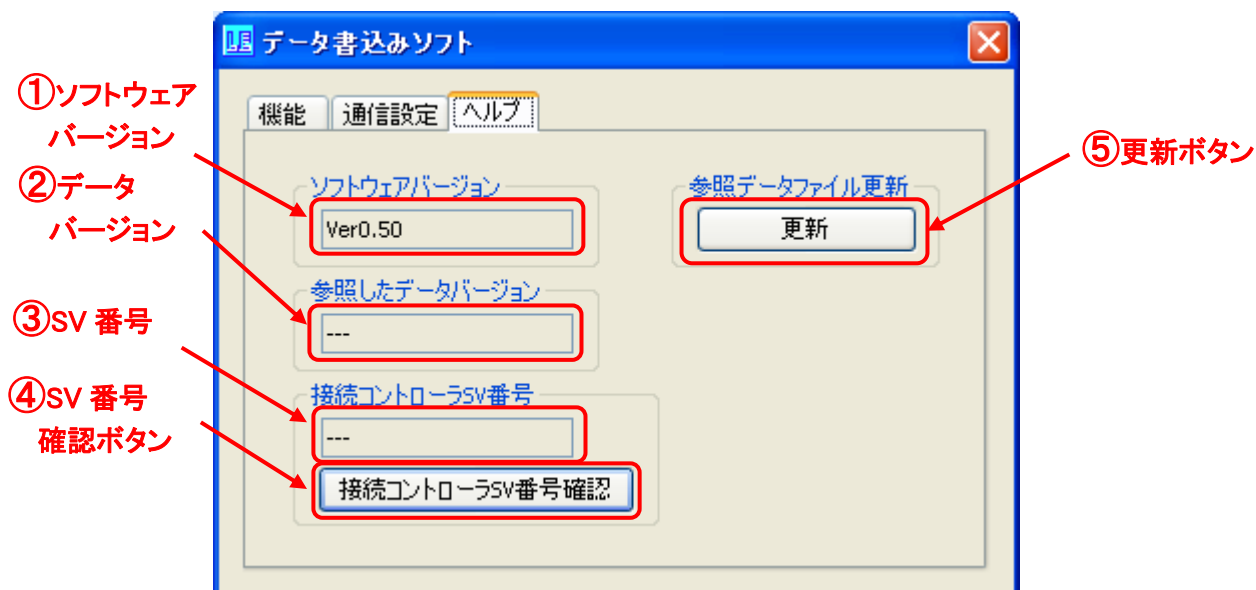 データ書込みソフト
①ソフトウェア
バージョン
②データ
バージョン
③SV 番号
④SV 番号
確認ボタン
機能
通信設定
ヘルプ
ソフトウェアバージョン
Ver0.50
参照したデータバージョン
---
接続コントローラSV番号
---
接続コントローラSV番号確認
参照データファイル更新
更新
⑤更新ボタン